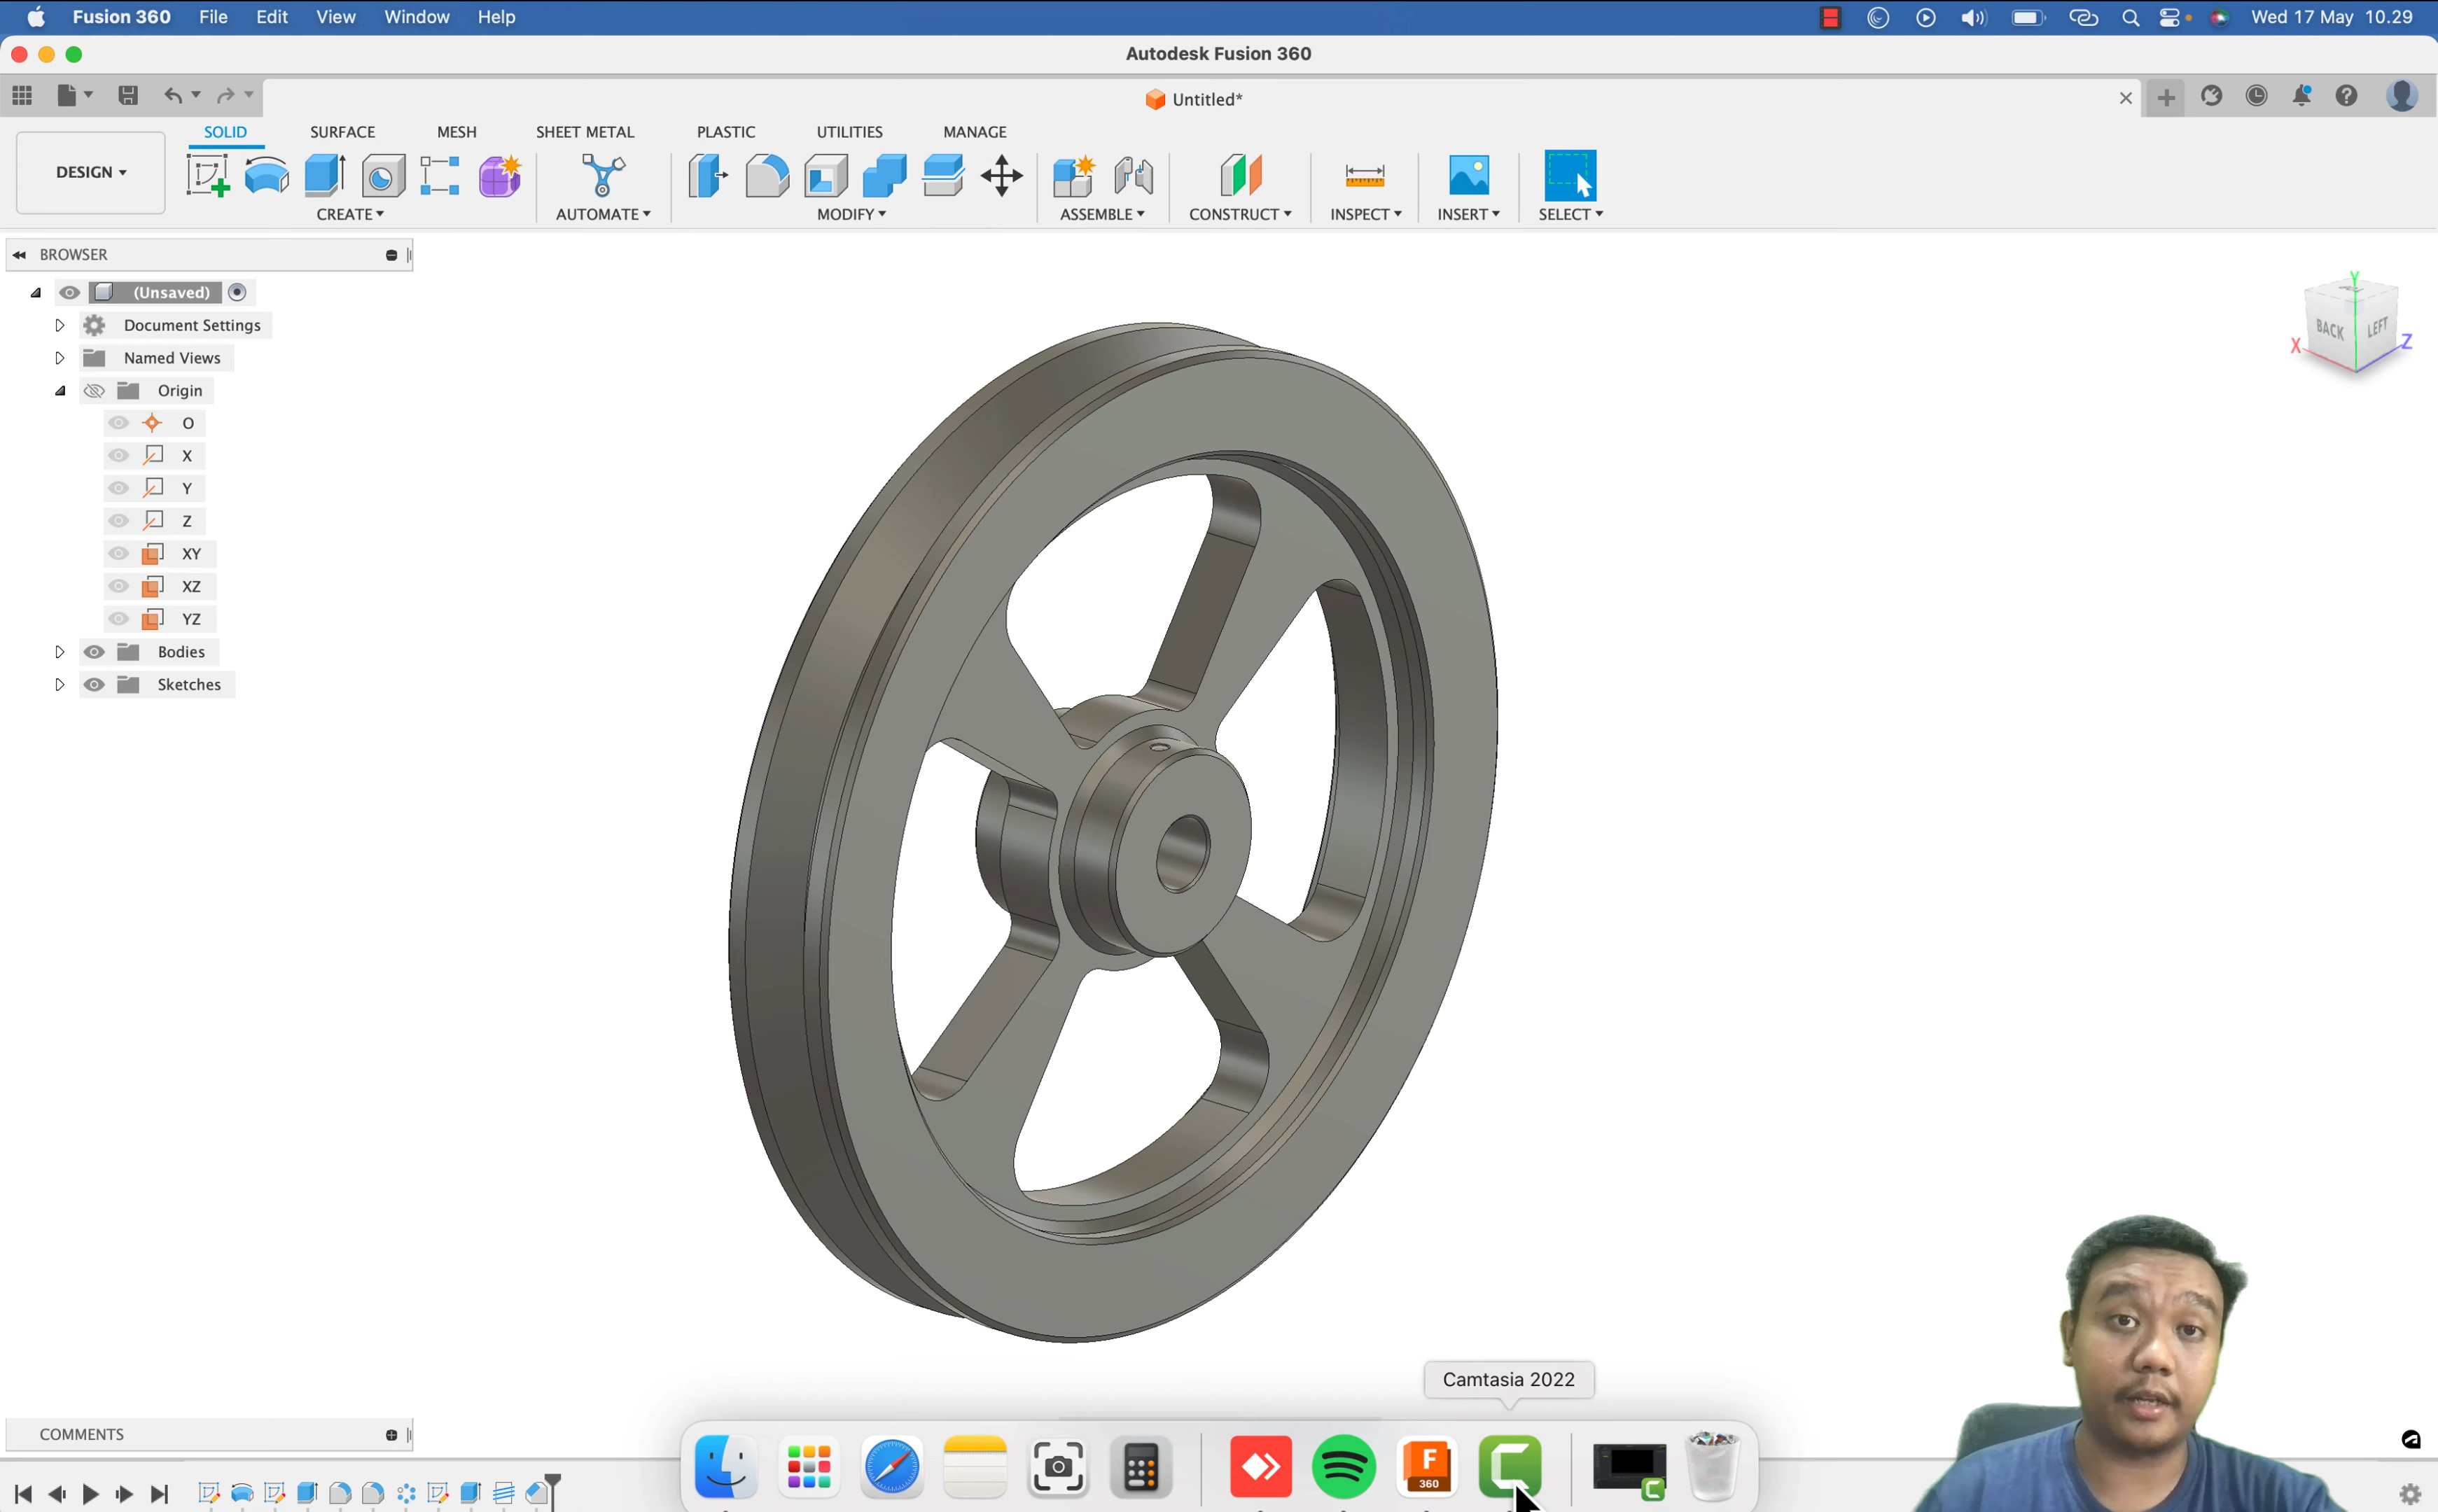 Fusion 360 File Edit View Window Help Wed 17 May 10.29
Autodesk Fusion 360
Untitled*
SOLID SURFACE MESH SHEET METAL PLASTIC UTILITIES MANAGE
DESIGN
CREATE AUTOMATE MODIFY ASSEMBLE CONSTRUCT INSPECT INSERT SELECT
BROWSER
(Unsaved)
Document Settings
Named Views
Origin
O
X
Y
Z
XY
XZ
YZ
Bodies
Sketches
Y
BACK LEFT
X Z
Camtasia 2022
COMMENTS
F
360